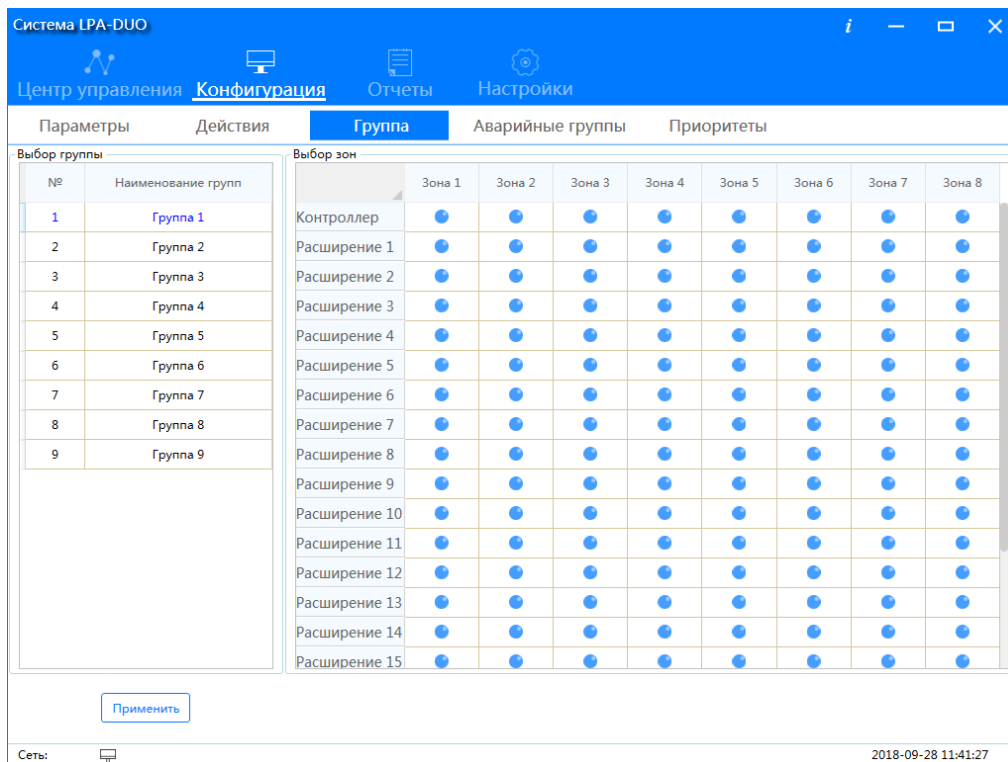 Система LPA-DUO
i
Центр управления Конфигурация Отчеты Настройки
Параметры Действия Группа Аварийные группы Приоритеты
Выбор группы Выбор зон
№ Наименование групп Зона 1 Зона 2 Зона 3 Зона 4 Зона 5 Зона 6 Зона 7 Зона 8
1 Группа 1 Контроллер
2 Группа 2 Расширение 1
3 Группа 3 Расширение 2
4 Группа 4 Расширение 3
5 Группа 5 Расширение 4
6 Группа 6 Расширение 5
7 Группа 7 Расширение 6
8 Группа 8 Расширение 7
9 Группа 9 Расширение 8
Расширение 9
Расширение 10
Расширение 11
Расширение 12
Расширение 13
Расширение 14
Расширение 15
Применить
Сеть: 2018-09-28 11:41:27